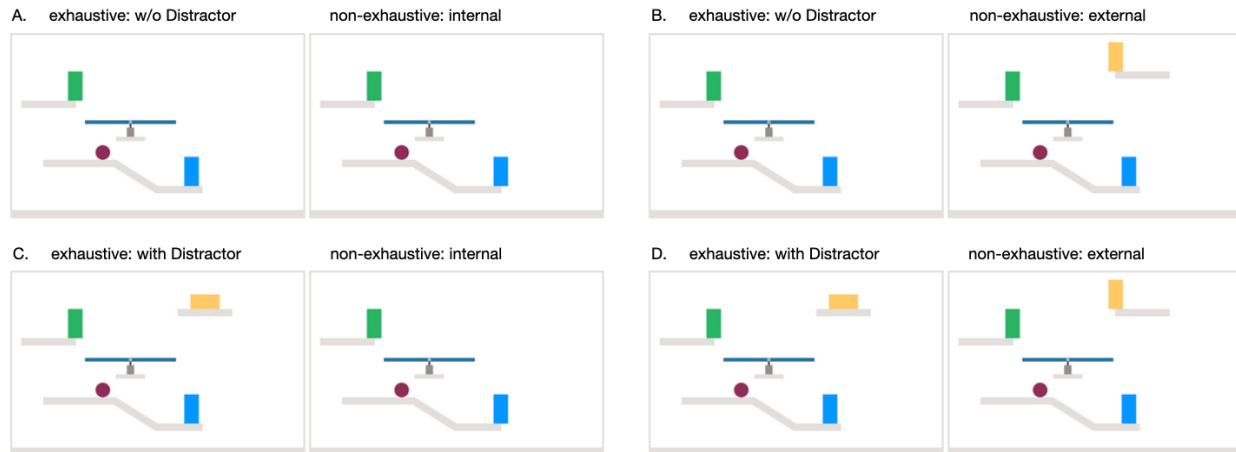 A. exhaustive: w/o Distractor non-exhaustive: internal
B. exhaustive: w/o Distractor non-exhaustive: external
C. exhaustive: with Distractor non-exhaustive: internal
D. exhaustive: with Distractor non-exhaustive: external